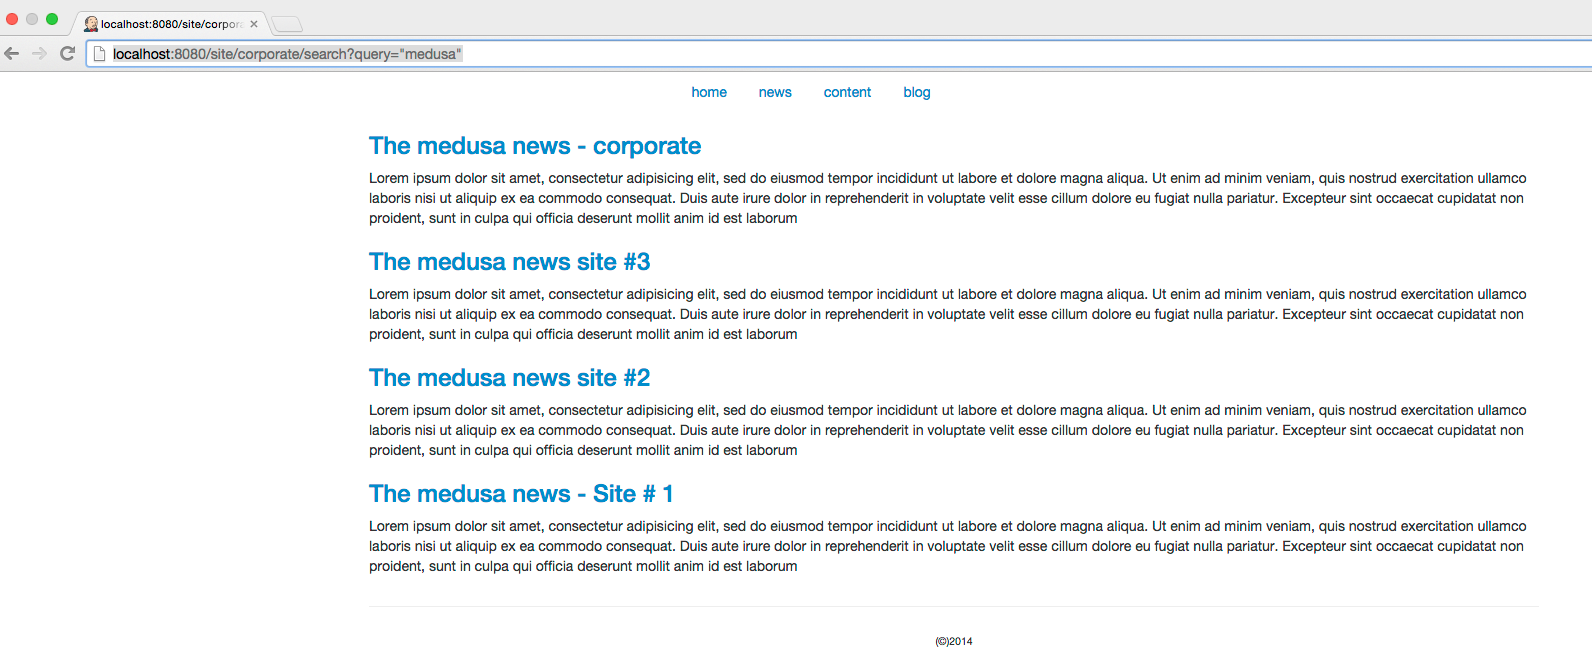 localhost:8080/site/corpora
localhost:8080/site/corporate/search?query="medusa"
home news content blog
The medusa news - corporate
Lorem ipsum dolor sit amet, consectetur adipisicing elit, sed do eiusmod tempor incididunt ut labore et dolore magna aliqua. Ut enim ad minim veniam, quis nostrud exercitation ullamco
laboris nisi ut aliquip ex ea commodo consequat. Duis aute irure dolor in reprehenderit in voluptate velit esse cillum dolore eu fugiat nulla pariatur. Excepteur sint occaecat cupidatat non
proident, sunt in culpa qui officia deserunt mollit anim id est laborum
The medusa news site #3
Lorem ipsum dolor sit amet, consectetur adipisicing elit, sed do eiusmod tempor incididunt ut labore et dolore magna aliqua. Ut enim ad minim veniam, quis nostrud exercitation ullamco
laboris nisi ut aliquip ex ea commodo consequat. Duis aute irure dolor in reprehenderit in voluptate velit esse cillum dolore eu fugiat nulla pariatur. Excepteur sint occaecat cupidatat non
proident, sunt in culpa qui officia deserunt mollit anim id est laborum
The medusa news site #2
Lorem ipsum dolor sit amet, consectetur adipisicing elit, sed do eiusmod tempor incididunt ut labore et dolore magna aliqua. Ut enim ad minim veniam, quis nostrud exercitation ullamco
laboris nisi ut aliquip ex ea commodo consequat. Duis aute irure dolor in reprehenderit in voluptate velit esse cillum dolore eu fugiat nulla pariatur. Excepteur sint occaecat cupidatat non
proident, sunt in culpa qui officia deserunt mollit anim id est laborum
The medusa news - Site # 1
Lorem ipsum dolor sit amet, consectetur adipisicing elit, sed do eiusmod tempor incididunt ut labore et dolore magna aliqua. Ut enim ad minim veniam, quis nostrud exercitation ullamco
laboris nisi ut aliquip ex ea commodo consequat. Duis aute irure dolor in reprehenderit in voluptate velit esse cillum dolore eu fugiat nulla pariatur. Excepteur sint occaecat cupidatat non
proident, sunt in culpa qui officia deserunt mollit anim id est laborum
(©)2014